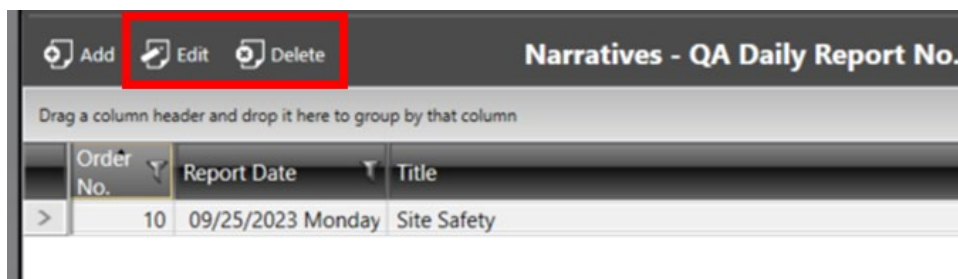 Add Edit Delete Narratives - QA Daily Report No.
Drag a column header and drop it here to group by that column
Order No. Report Date Title
10 09/25/2023 Monday Site Safety